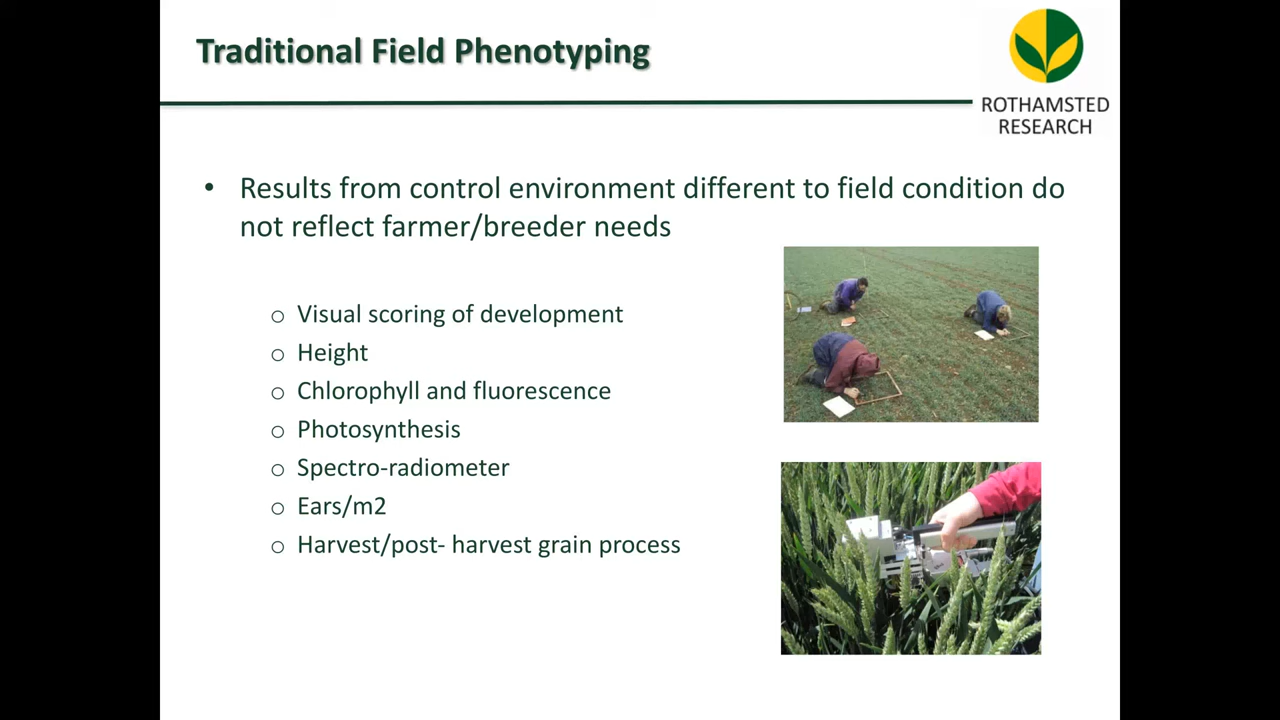 Traditional Field Phenotyping
ROTHAMSTED
RESEARCH
• Results from control environment different to field condition do
not reflect farmer/breeder needs
o Visual scoring of development
o Height
o Chlorophyll and fluorescence
o Photosynthesis
o Spectro-radiometer
o Ears/m2
o Harvest/post- harvest grain process